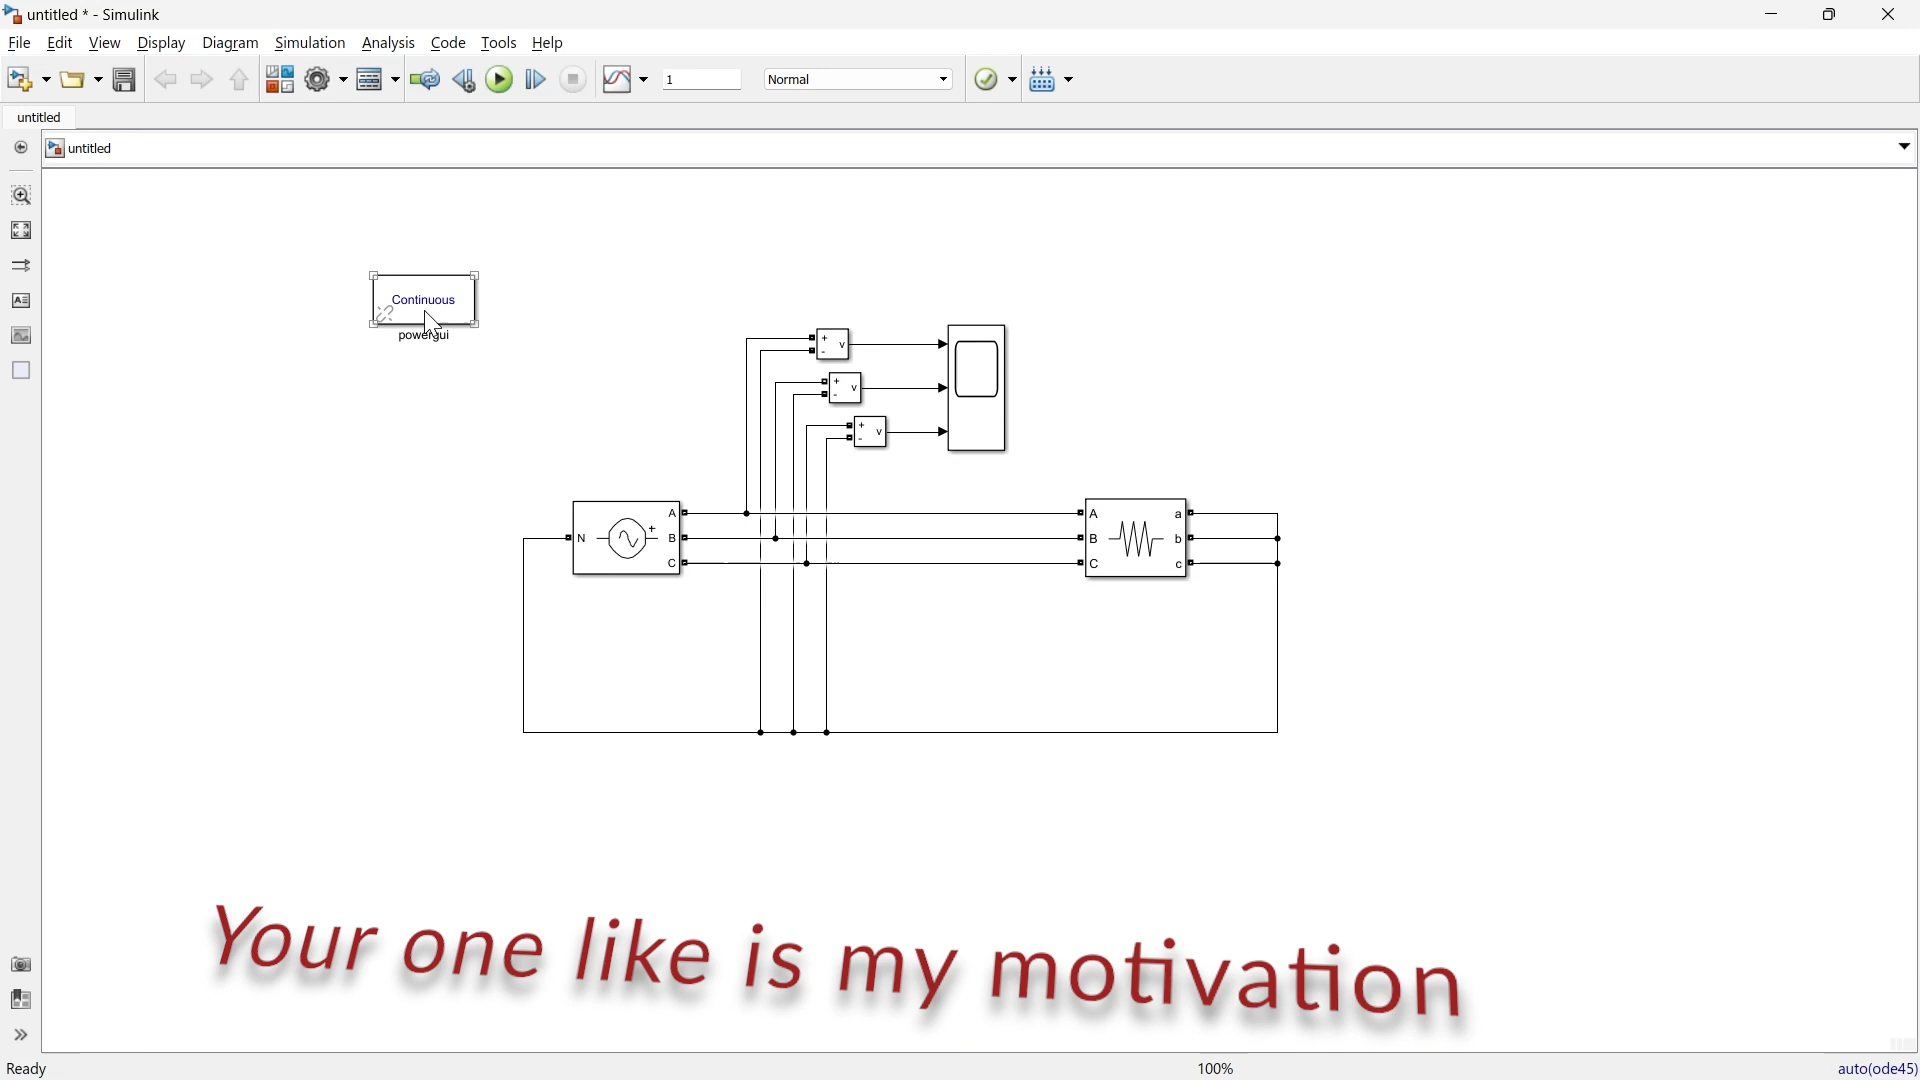 untitled * - Simulink
File Edit View Display Diagram Simulation Analysis Code Tools Help
1 Normal
untitled
untitled
Continuous
powergui
+ - v
+ - v
+ - v
N + A B C
A B C a b c
Your one like is my motivation
Ready 100% auto(ode45)